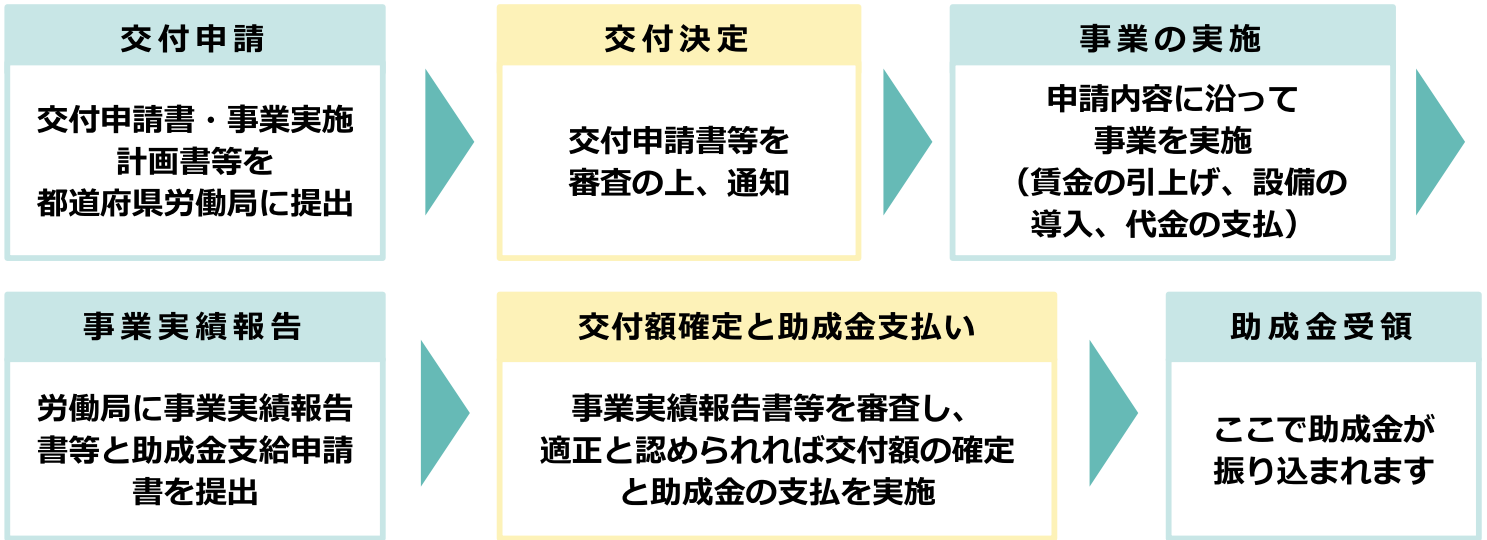 交付申請
交付申請書・事業実施
計画書等を
都道府県労働局に提出
交付決定
交付申請書等を
審査の上、通知
事業の実施
申請内容に沿って
事業を実施
（賃金の引上げ、設備の
導入、代金の支払）
事業実績報告
労働局に事業実績報告
書等と助成金支給申請
書を提出
交付額確定と助成金支払い
事業実績報告書等を審査し、
適正と認められれば交付額の確定
と助成金の支払を実施
助成金受領
ここで助成金が
振り込まれます